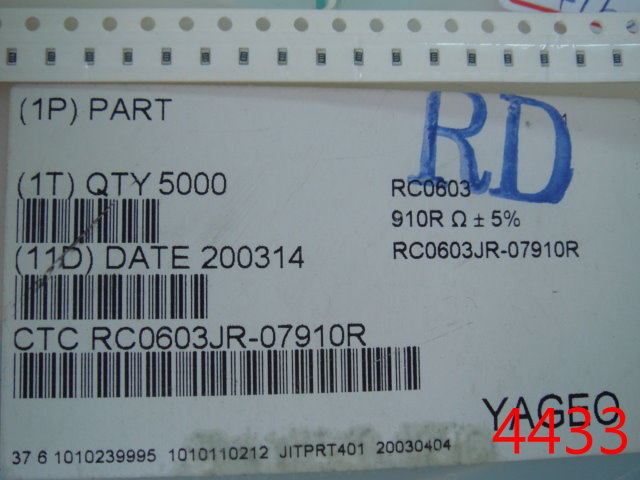 (1P) PART
RD
(1T) QTY 5000
RC0603
910R Ω ± 5%
(11D) DATE 200314
RC0603JR-07910R
CTC RC0603JR-07910R
YAGEO
4433
37 6 1010239995 1010110212 JITPRT401 20030404